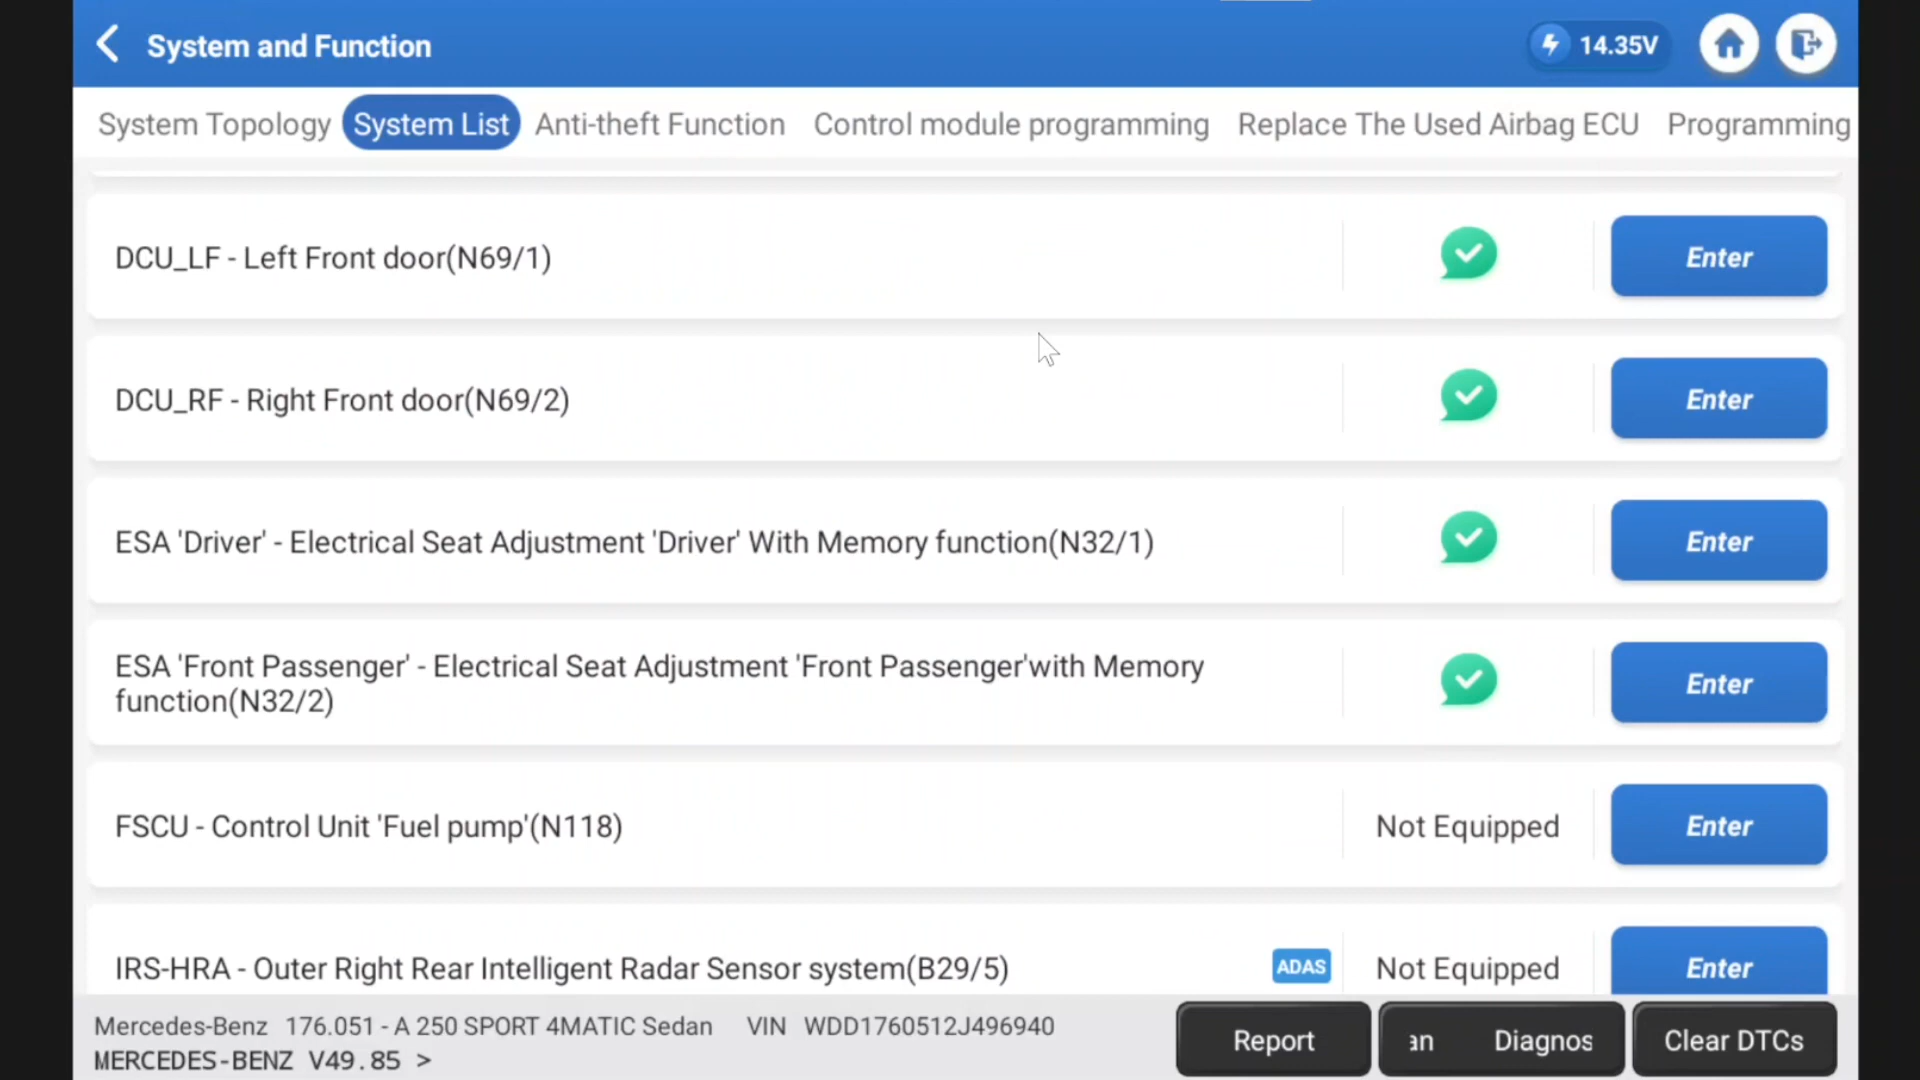 System and Function
14.35V
System Topology System List Anti-theft Function Control module programming Replace The Used Airbag ECU Programming
DCU_LF - Left Front door(N69/1)
Enter
DCU_RF - Right Front door(N69/2)
Enter
ESA 'Driver' - Electrical Seat Adjustment 'Driver' With Memory function(N32/1)
Enter
ESA 'Front Passenger' - Electrical Seat Adjustment 'Front Passenger'with Memory
function(N32/2)
Enter
FSCU - Control Unit 'Fuel pump'(N118)
Not Equipped
Enter
IRS-HRA - Outer Right Rear Intelligent Radar Sensor system(B29/5)
ADAS
Not Equipped
Enter
Mercedes-Benz 176.051 - A 250 SPORT 4MATIC Sedan VIN WDD1760512J496940
MERCEDES-BENZ V49.85 >
Report
an Diagnos
Clear DTCs